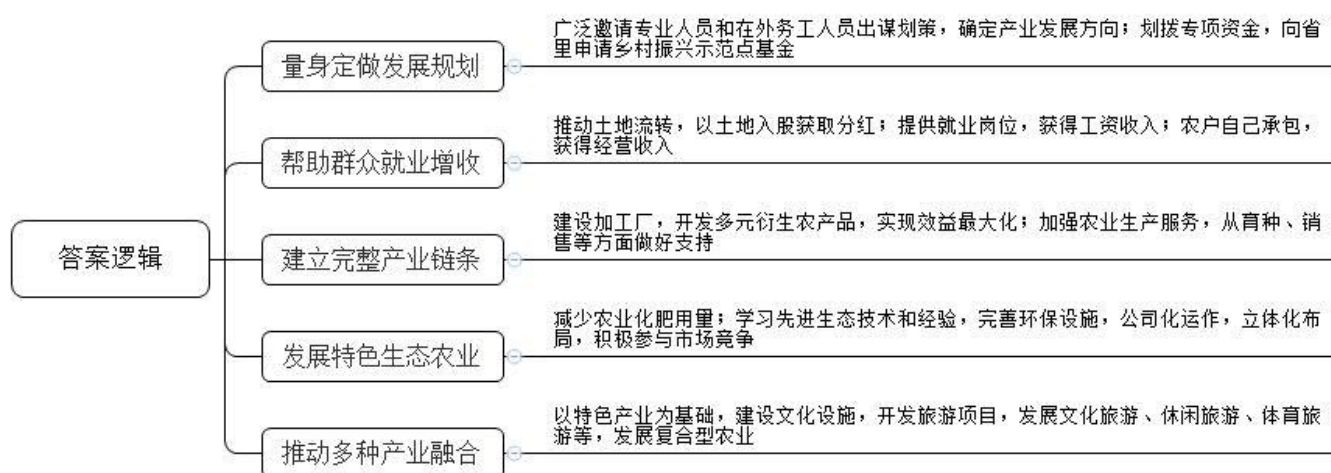 答案逻辑
量身定做发展规划
广泛邀请专业人员和在外务工人员出谋划策，确定产业发展方向；划拨专项资金，向省
里申请乡村振兴示范点基金
帮助群众就业增收
推动土地流转，以土地入股获取分红；提供就业岗位，获得工资收入；农户自己承包，
获得经营收入
建立完整产业链条
建设加工厂，开发多元衍生农产品，实现效益最大化；加强农业生产服务，从育种、销
售等方面做好支持
发展特色生态农业
减少农业化肥用量；学习先进生态技术和经验，完善环保设施，公司化运作，立体化布
局，积极参与市场竞争
推动多种产业融合
以特色产业为基础，建设文化设施，开发旅游项目，发展文化旅游、休闲旅游、体育旅
游等，发展复合型农业